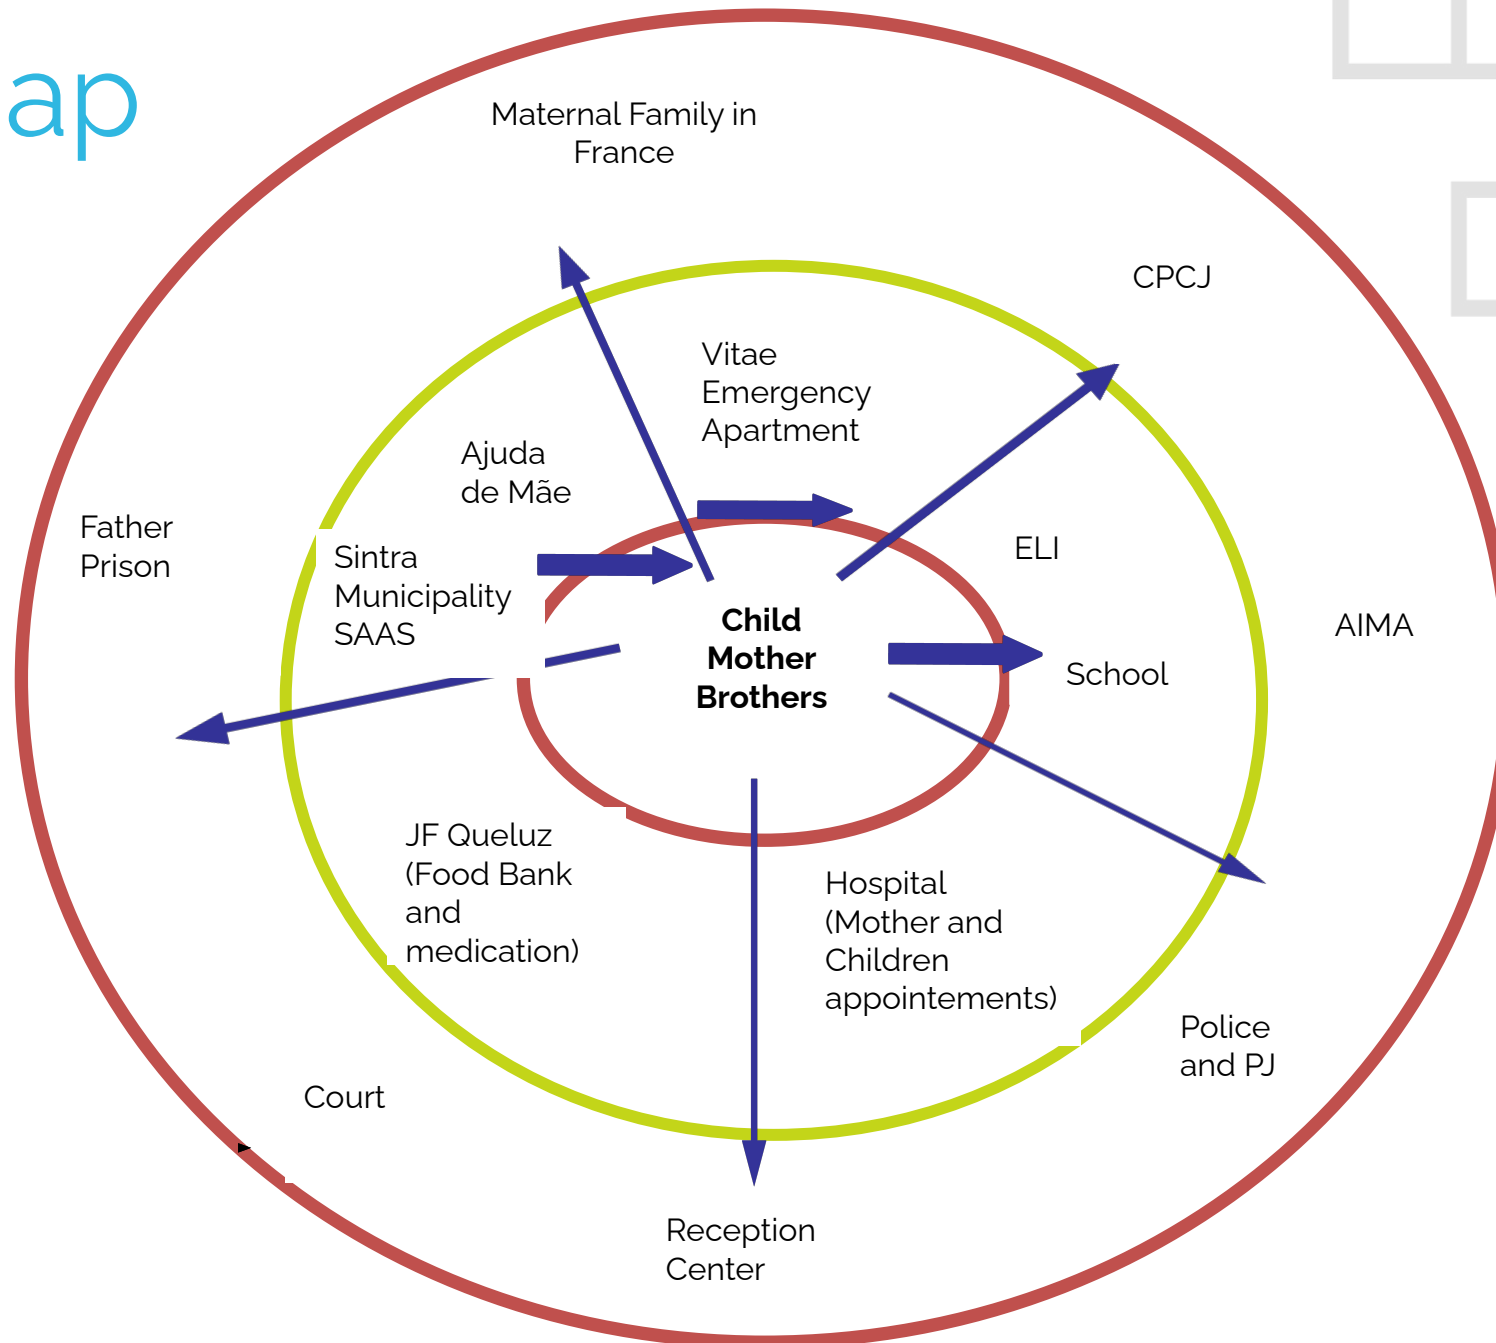 ap
Maternal Family in
France
CPCJ
Vitae
Emergency
Apartment
Ajuda
de Mãe
Father
Prison
Sintra
Municipality
SAAS
ELI
AIMA
Child
Mother
Brothers
School
JF Queluz
(Food Bank
and
medication)
Hospital
(Mother and
Children
appointements)
Police
and PJ
Court
Reception
Center